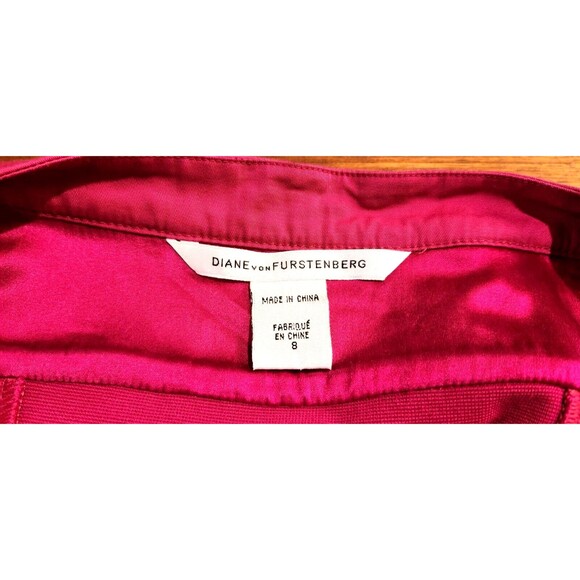 DIANE VON FURSTENBERG
MADE IN CHINA
FABRIQUÉ
EN CHINE
8